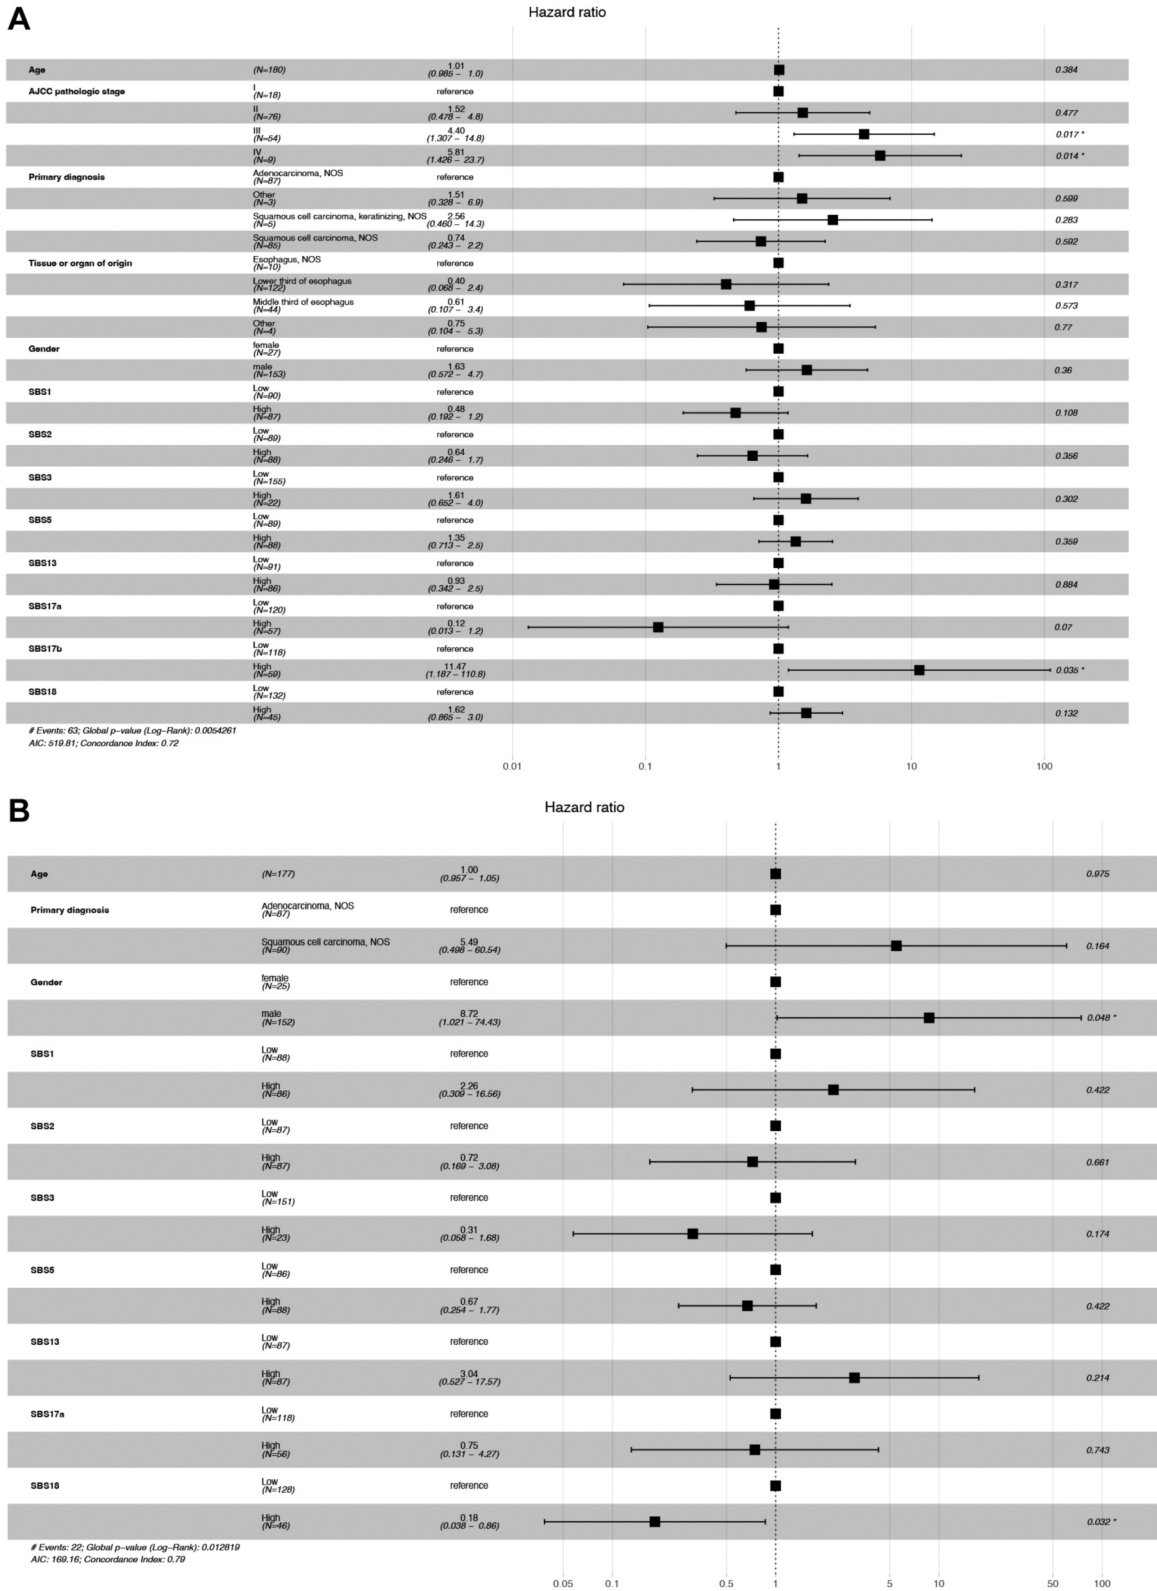 A
Hazard ratio
Age (N=180) 1.01 (0.985 – 1.0) 0.384
AJCC pathologic stage I (N=18) reference
II (N=76) 1.52 (0.478 – 4.8) 0.477
III (N=54) 4.40 (1.307 – 14.8) 0.017 *
IV (N=9) 5.81 (1.426 – 23.7) 0.014 *
Primary diagnosis Adenocarcinoma, NOS (N=87) reference
Other (N=3) 1.51 (0.328 – 6.9) 0.599
Squamous cell carcinoma, keratinizing, NOS (N=5) 2.56 (0.460 – 14.3) 0.283
Squamous cell carcinoma, NOS (N=85) 0.74 (0.243 – 2.2) 0.592
Tissue or organ of origin Esophagus, NOS (N=10) reference
Lower third of esophagus (N=122) 0.40 (0.068 – 2.4) 0.317
Middle third of esophagus (N=44) 0.61 (0.107 – 3.4) 0.573
Other (N=4) 0.75 (0.104 – 5.3) 0.77
Gender female (N=27) reference
male (N=153) 1.63 (0.572 – 4.7) 0.36
SBS1 Low (N=90) reference
High (N=87) 0.48 (0.192 – 1.2) 0.108
SBS2 Low (N=89) reference
High (N=88) 0.64 (0.246 – 1.7) 0.356
SBS3 Low (N=155) reference
High (N=22) 1.61 (0.652 – 4.0) 0.302
SBS5 Low (N=89) reference
High (N=88) 1.35 (0.713 – 2.5) 0.359
SBS13 Low (N=91) reference
High (N=86) 0.93 (0.342 – 2.5) 0.884
SBS17a Low (N=120) reference
High (N=57) 0.12 (0.013 – 1.2) 0.07
SBS17b Low (N=118) reference
High (N=59) 11.47 (1.187 – 110.8) 0.035 *
SBS18 Low (N=132) reference
High (N=45) 1.62 (0.865 – 3.0) 0.132
# Events: 63; Global p–value (Log–Rank): 0.0054261
AIC: 519.81; Concordance Index: 0.72
0.01 0.1 1 10 100
B
Hazard ratio
Age (N=177) 1.00 (0.957 – 1.05) 0.975
Primary diagnosis Adenocarcinoma, NOS (N=87) reference
Squamous cell carcinoma, NOS (N=90) 5.49 (0.498 – 60.54) 0.164
Gender female (N=25) reference
male (N=152) 8.72 (1.021 – 74.43) 0.048 *
SBS1 Low (N=88) reference
High (N=86) 2.26 (0.309 – 16.56) 0.422
SBS2 Low (N=87) reference
High (N=87) 0.72 (0.169 – 3.08) 0.661
SBS3 Low (N=151) reference
High (N=23) 0.31 (0.058 – 1.68) 0.174
SBS5 Low (N=86) reference
High (N=88) 0.67 (0.254 – 1.77) 0.422
SBS13 Low (N=87) reference
High (N=87) 3.04 (0.527 – 17.57) 0.214
SBS17a Low (N=118) reference
High (N=56) 0.75 (0.131 – 4.27) 0.743
SBS18 Low (N=128) reference
High (N=46) 0.18 (0.038 – 0.86) 0.032 *
# Events: 22; Global p–value (Log–Rank): 0.012819
AIC: 169.16; Concordance Index: 0.79
0.05 0.1 0.5 1 5 10 50 100